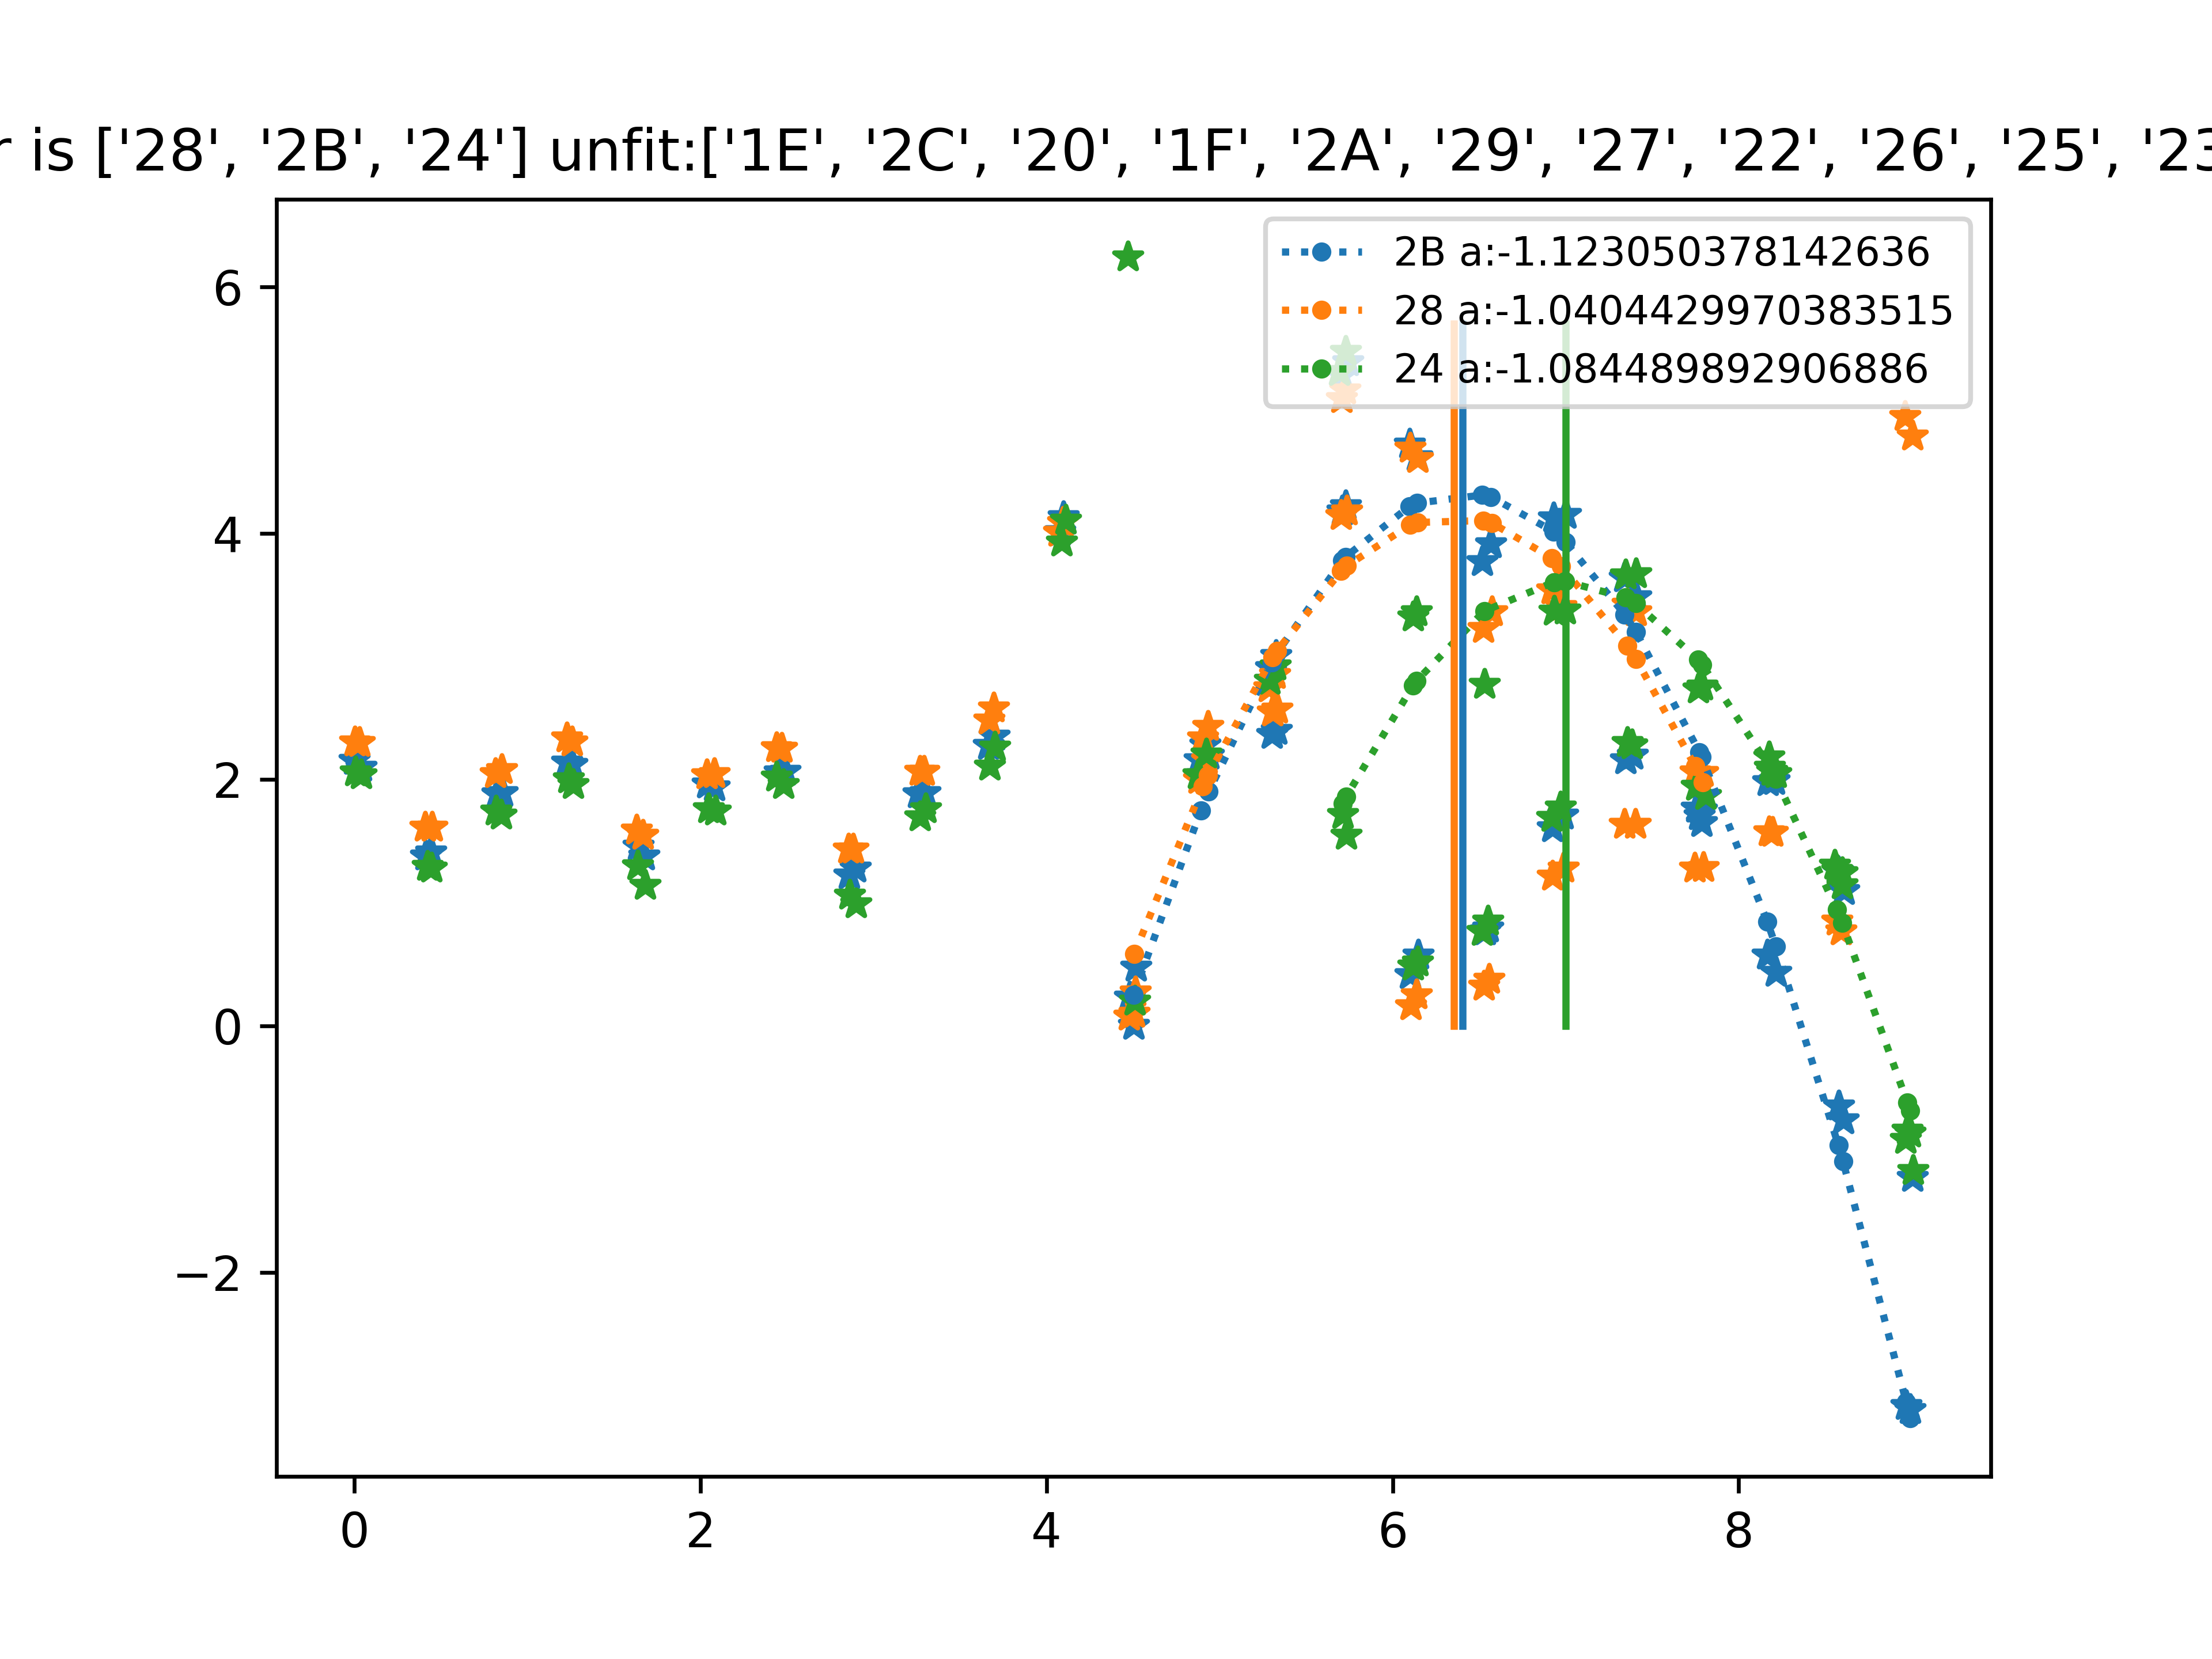 r is ['28', '2B', '24'] unfit:['1E', '2C', '20', '1F', '2A', '29', '27', '22', '26', '25', '23
2B a:-1.123050378142636
28 a:-1.0404429970383515
24 a:-1.084489892906886
6
4
2
0
−2
0 2 4 6 8